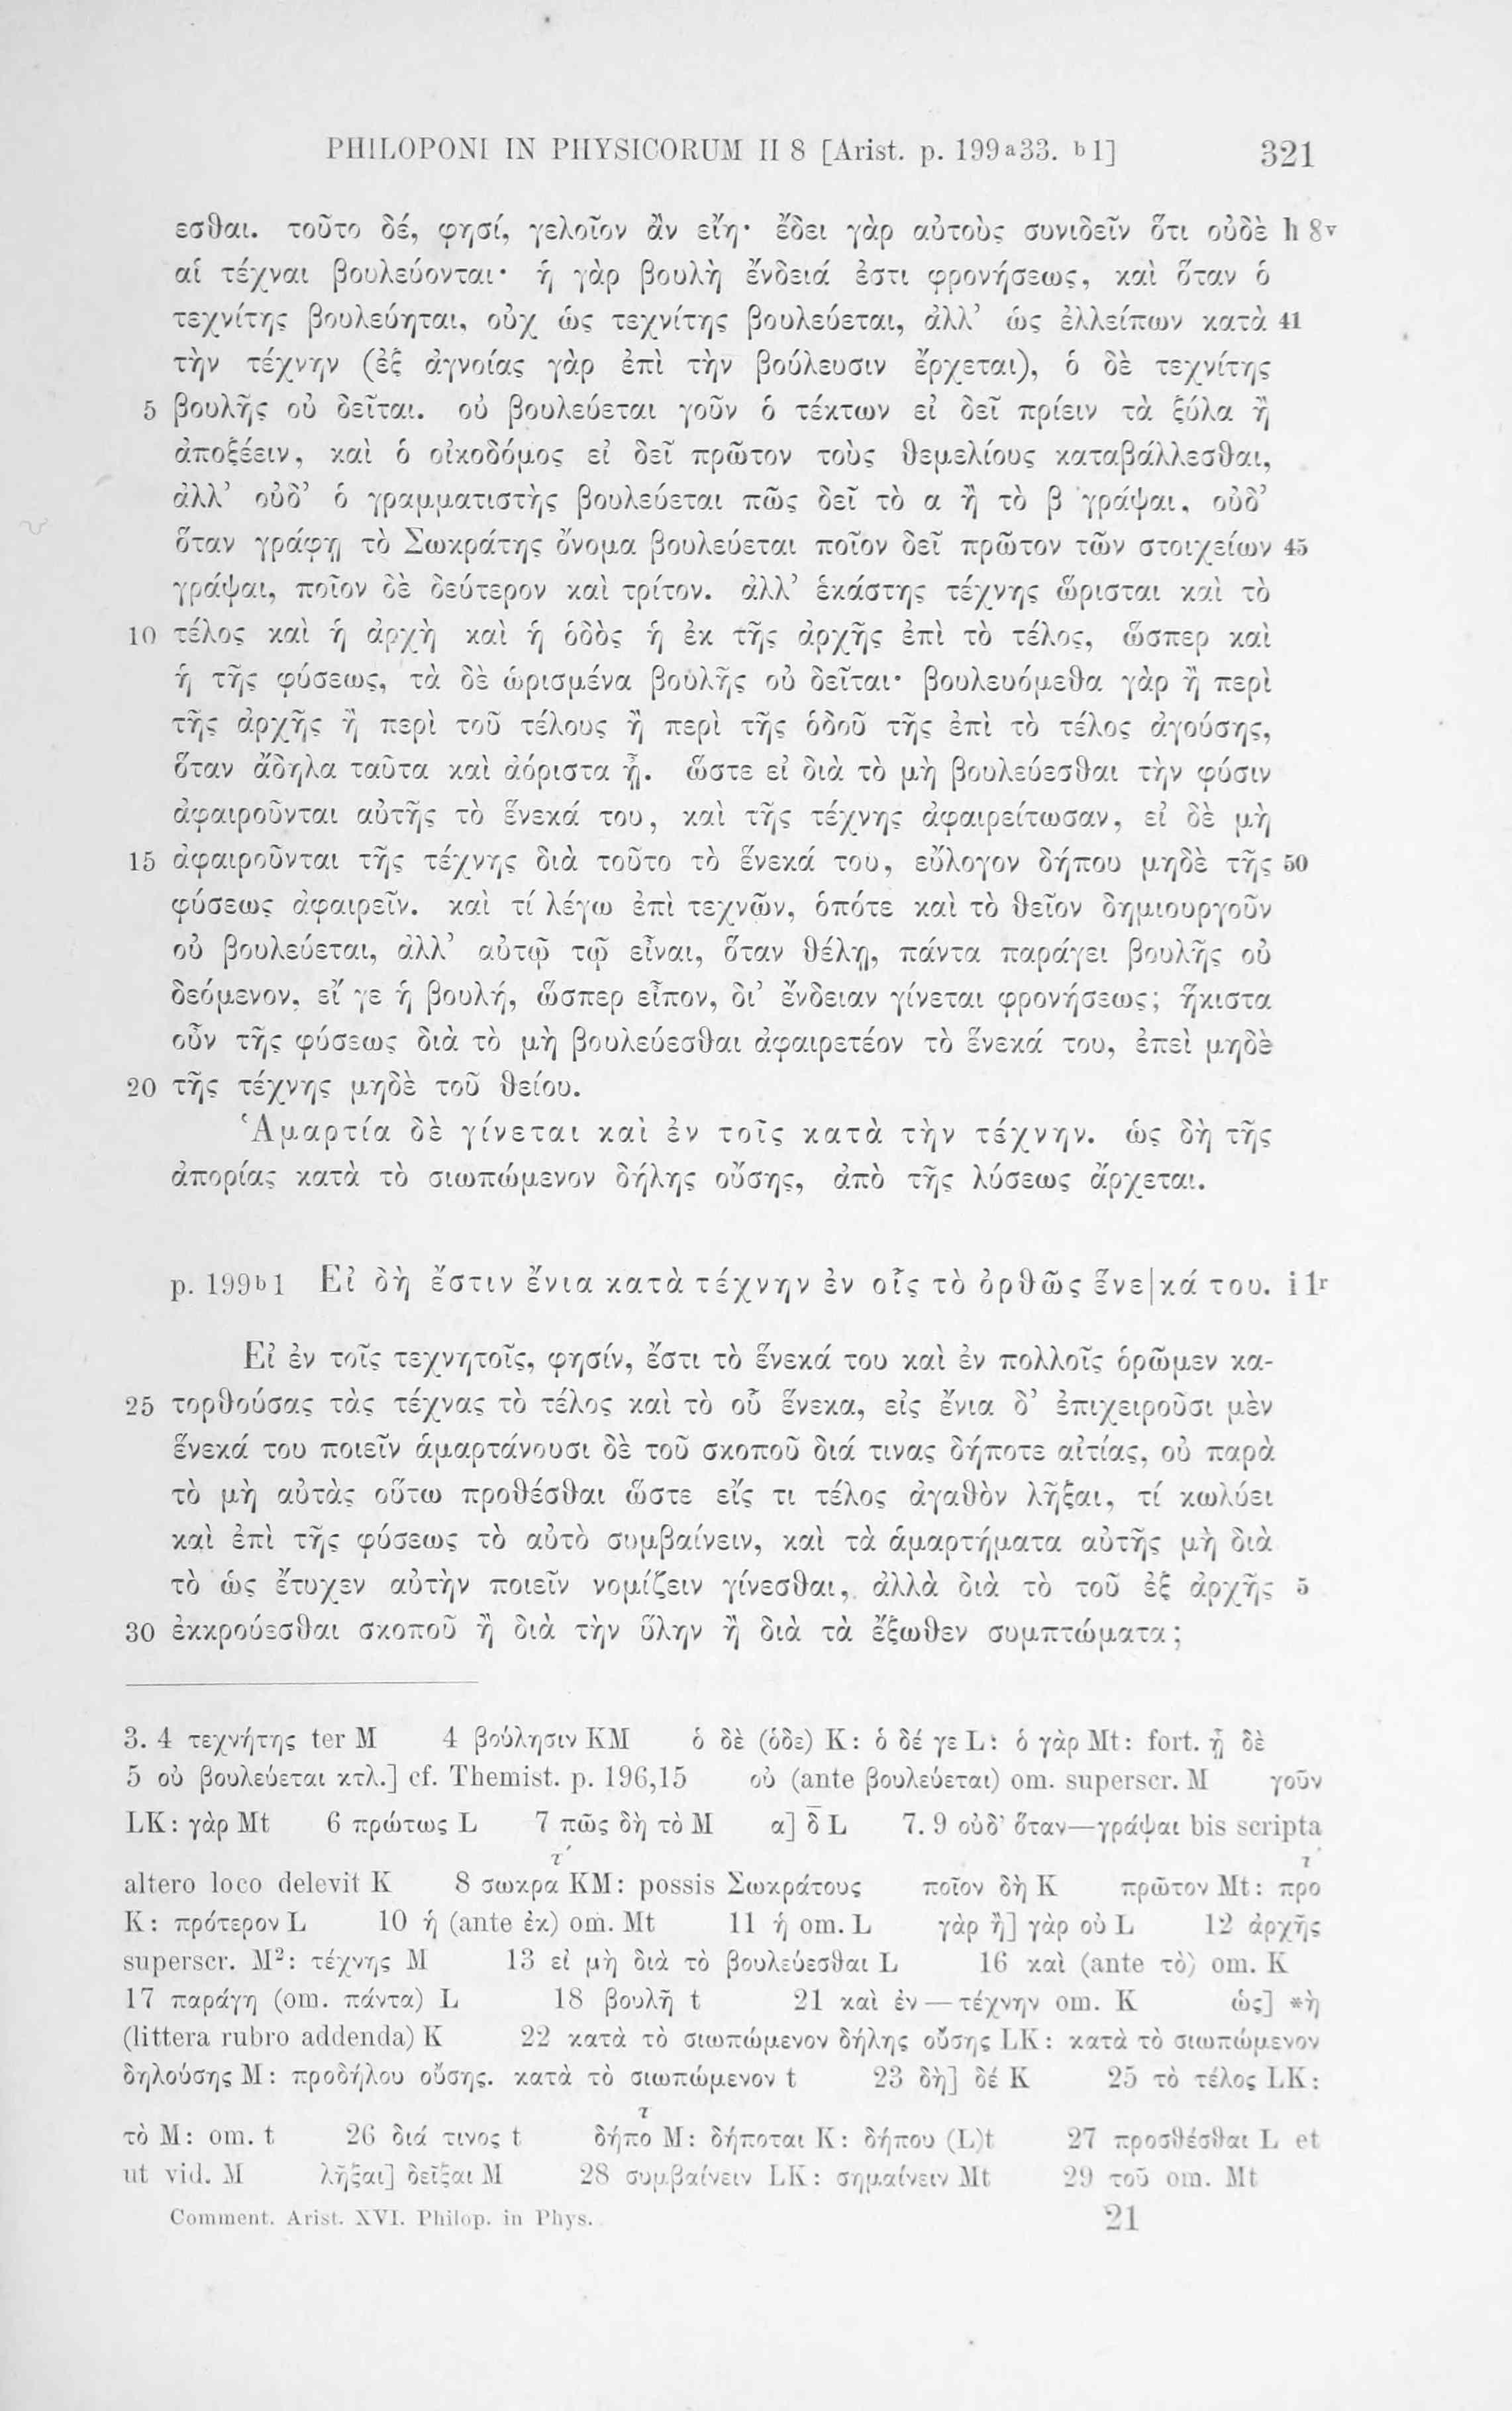 PHILOPONI IN PHYSICORUM II 8 [Arist. p. 199ᵃ33. ᵇ1] 321
εσθαι. τοῦτο δέ, φησί, γελοῖον ἂν εἴη· ἔδει γὰρ αὐτοὺς συνιδεῖν ὅτι οὐδὲ h 8ᵛ
αἱ τέχναι βουλεύονται· ἡ γὰρ βουλὴ ἔνδειά ἐστι φρονήσεως, καὶ ὅταν ὁ
τεχνίτης βουλεύηται, οὐχ ὡς τεχνίτης βουλεύεται, ἀλλ’ ὡς ἐλλείπων κατὰ 41
τὴν τέχνην (ἐξ ἀγνοίας γὰρ ἐπὶ τὴν βούλευσιν ἔρχεται), ὁ δὲ τεχνίτης
5 βουλῆς οὐ δεῖται. οὐ βουλεύεται γοῦν ὁ τέκτων εἰ δεῖ πρίειν τὰ ξύλα ἢ
ἀποξέειν, καὶ ὁ οἰκοδόμος εἰ δεῖ πρῶτον τοὺς θεμελίους καταβάλλεσθαι,
ἀλλ’ οὐδ’ ὁ γραμματιστὴς βουλεύεται πῶς δεῖ τὸ α ἢ τὸ β γράψαι, οὐδ’
ὅταν γράφῃ τὸ Σωκράτης ὄνομα βουλεύεται ποῖον δεῖ πρῶτον τῶν στοιχείων 45
γράψαι, ποῖον δὲ δεύτερον καὶ τρίτον. ἀλλ’ ἑκάστης τέχνης ὥρισται καὶ τὸ
10 τέλος καὶ ἡ ἀρχὴ καὶ ἡ ὁδὸς ἡ ἐκ τῆς ἀρχῆς ἐπὶ τὸ τέλος, ὥσπερ καὶ
ἡ τῆς φύσεως, τὰ δὲ ὡρισμένα βουλῆς οὐ δεῖται· βουλευόμεθα γὰρ ἢ περὶ
τῆς ἀρχῆς ἢ περὶ τοῦ τέλους ἢ περὶ τῆς ὁδοῦ τῆς ἐπὶ τὸ τέλος ἀγούσης,
ὅταν ἄδηλα ταῦτα καὶ ἀόριστα ᾖ. ὥστε εἰ διὰ τὸ μὴ βουλεύεσθαι τὴν φύσιν
ἀφαιροῦνται αὐτῆς τὸ ἕνεκά του, καὶ τῆς τέχνης ἀφαιρείτωσαν, εἰ δὲ μὴ
15 ἀφαιροῦνται τῆς τέχνης διὰ τοῦτο τὸ ἕνεκά του, εὔλογον δήπου μηδὲ τῆς 50
φύσεως ἀφαιρεῖν. καὶ τί λέγω ἐπὶ τεχνῶν, ὁπότε καὶ τὸ θεῖον δημιουργοῦν
οὐ βουλεύεται, ἀλλ’ αὐτῷ τῷ εἶναι, ὅταν θέλῃ, πάντα παράγει βουλῆς οὐ
δεόμενον, εἴ γε ἡ βουλή, ὥσπερ εἶπον, δι’ ἔνδειαν γίνεται φρονήσεως; ἥκιστα
οὖν τῆς φύσεως διὰ τὸ μὴ βουλεύεσθαι ἀφαιρετέον τὸ ἕνεκά του, ἐπεὶ μηδὲ
20 τῆς τέχνης μηδὲ τοῦ θείου.
Ἁμαρτία δὲ γίνεται καὶ ἐν τοῖς κατὰ τὴν τέχνην. ὡς δὴ τῆς
ἀπορίας κατὰ τὸ σιωπώμενον δήλης οὔσης, ἀπὸ τῆς λύσεως ἄρχεται.
p. 199ᵇ1 Εἰ δὴ ἔστιν ἔνια κατὰ τέχνην ἐν οἷς τὸ ὀρθῶς ἕνε|κά του. i 1ʳ
Εἰ ἐν τοῖς τεχνητοῖς, φησίν, ἔστι τὸ ἕνεκά του καὶ ἐν πολλοῖς ὁρῶμεν κα-
25 τορθούσας τὰς τέχνας τὸ τέλος καὶ τὸ οὗ ἕνεκα, εἰς ἔνια δ’ ἐπιχειροῦσι μὲν
ἕνεκά του ποιεῖν ἁμαρτάνουσι δὲ τοῦ σκοποῦ διά τινας δήποτε αἰτίας, οὐ παρὰ
τὸ μὴ αὐτὰς οὕτω προθέσθαι ὥστε εἴς τι τέλος ἀγαθὸν λῆξαι, τί κωλύει
καὶ ἐπὶ τῆς φύσεως τὸ αὐτὸ συμβαίνειν, καὶ τὰ ἁμαρτήματα αὐτῆς μὴ διὰ
τὸ ὡς ἔτυχεν αὐτὴν ποιεῖν νομίζειν γίνεσθαι, ἀλλὰ διὰ τὸ τοῦ ἐξ ἀρχῆς 5
30 ἐκκρούεσθαι σκοποῦ ἢ διὰ τὴν ὕλην ἢ διὰ τὰ ἔξωθεν συμπτώματα;
3. 4 τεχνήτης ter M 4 βούλησιν KM ὁ δὲ (ὁδε) K: ὁ δέ γε L: ὁ γὰρ Mt: fort. ᾗ δὲ
5 οὐ βουλεύεται κτλ.] cf. Themist. p. 196,15 οὐ (ante βουλεύεται) om. superscr. M γοῦν
LK: γὰρ Mt 6 πρώτως L 7 πῶς δὴ τὸ M α] δ̄ L 7. 9 οὐδ’ ὅταν—γράψαι bis scripta
altero loco delevit K 8 σωκρα<sup>τ</sup> KM: possis Σωκράτους ποῖον δὴ K πρῶτον Mt: προ<sup>τ</sup>
K: πρότερον L 10 ἡ (ante ἐκ) om. Mt 11 ἡ om. L γὰρ ἢ] γὰρ οὐ L 12 ἀρχῆς
superscr. M²: τέχνης M 13 εἰ μὴ διὰ τὸ βουλεύεσθαι L 16 καὶ (ante τὸ) om. K
17 παράγη (om. πάντα) L 18 βουλῆ t 21 καὶ ἐν—τέχνην om. K ὡς] *ἡ
(littera rubro addenda) K 22 κατὰ τὸ σιωπώμενον δήλης οὔσης LK: κατὰ τὸ σιωπώμενον
δηλούσης M: προδήλου οὔσης. κατὰ τὸ σιωπώμενον t 23 δὴ] δέ K 25 τὸ τέλος LK:
τὸ M: om. t 26 διά τινος t δήπο<sup>τ</sup> M: δήποται K: δήπου (L)t 27 προσθέσθαι L et
ut vid. M λῆξαι] δεῖξαι M 28 συμβαίνειν LK: σημαίνειν Mt 29 τοῦ om. Mt
Comment. Arist. XVI. Philop. in Phys. 21